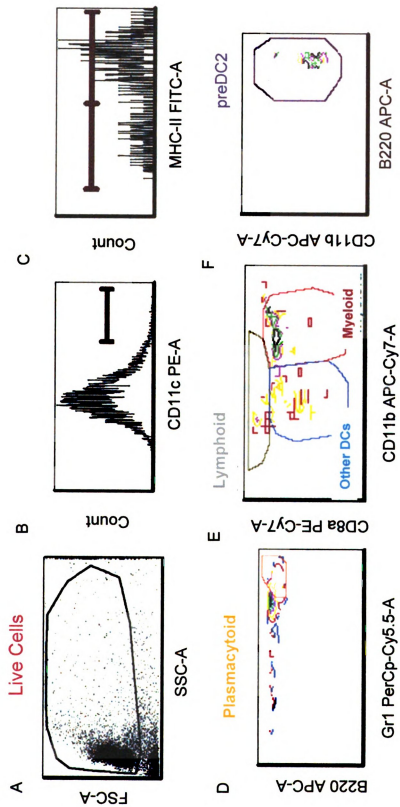 A
Live Cells
FSC-A
SSC-A
B
Count
CD11c PE-A
C
Count
MHC-II FITC-A
D
Plasmacytoid
B220 APC-A
Gr1 PerCp-Cy5.5-A
E
Lymphoid
CD8a PE-Cy7-A
Other DCs
Myeloid
CD11b APC-Cy7-A
F
preDC2
CD11b APC-Cy7-A
B220 APC-A